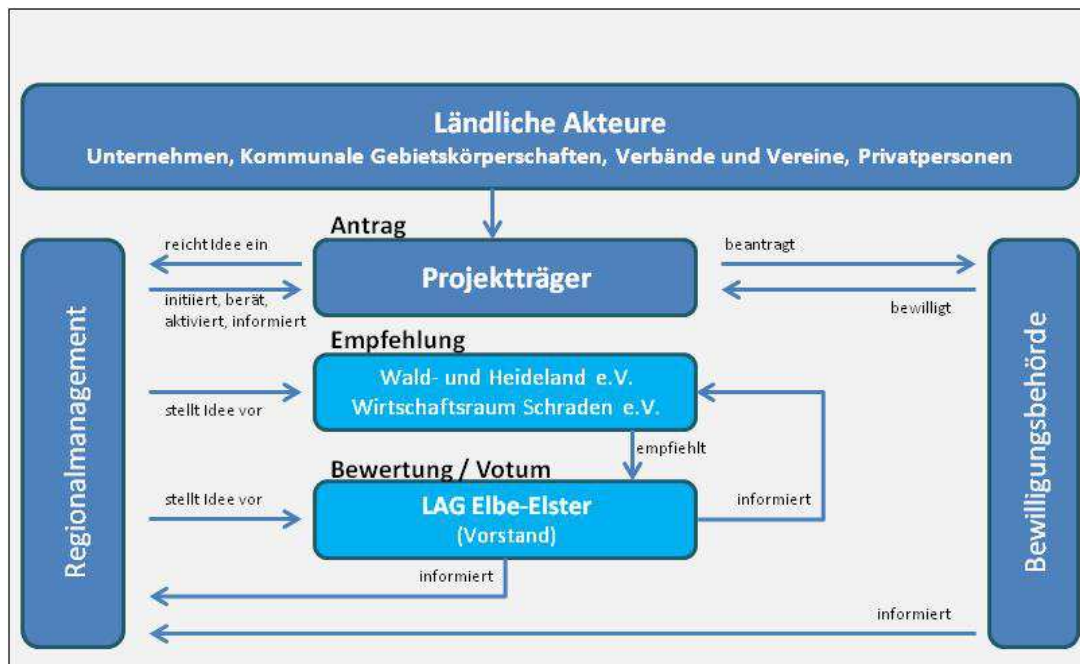 Ländliche Akteure
Unternehmen, Kommunale Gebietskörperschaften, Verbände und Vereine, Privatpersonen
Antrag
reicht Idee ein
beantragt
Projektträger
initiiert, berät,
aktiviert, informiert
bewilligt
Regionalmanagement
Bewilligungsbehörde
Empfehlung
Wald- und Heideland e.V.
Wirtschaftsraum Schraden e.V.
stellt Idee vor
empfiehlt
Bewertung / Votum
stellt Idee vor
LAG Elbe-Elster
(Vorstand)
informiert
informiert
informiert